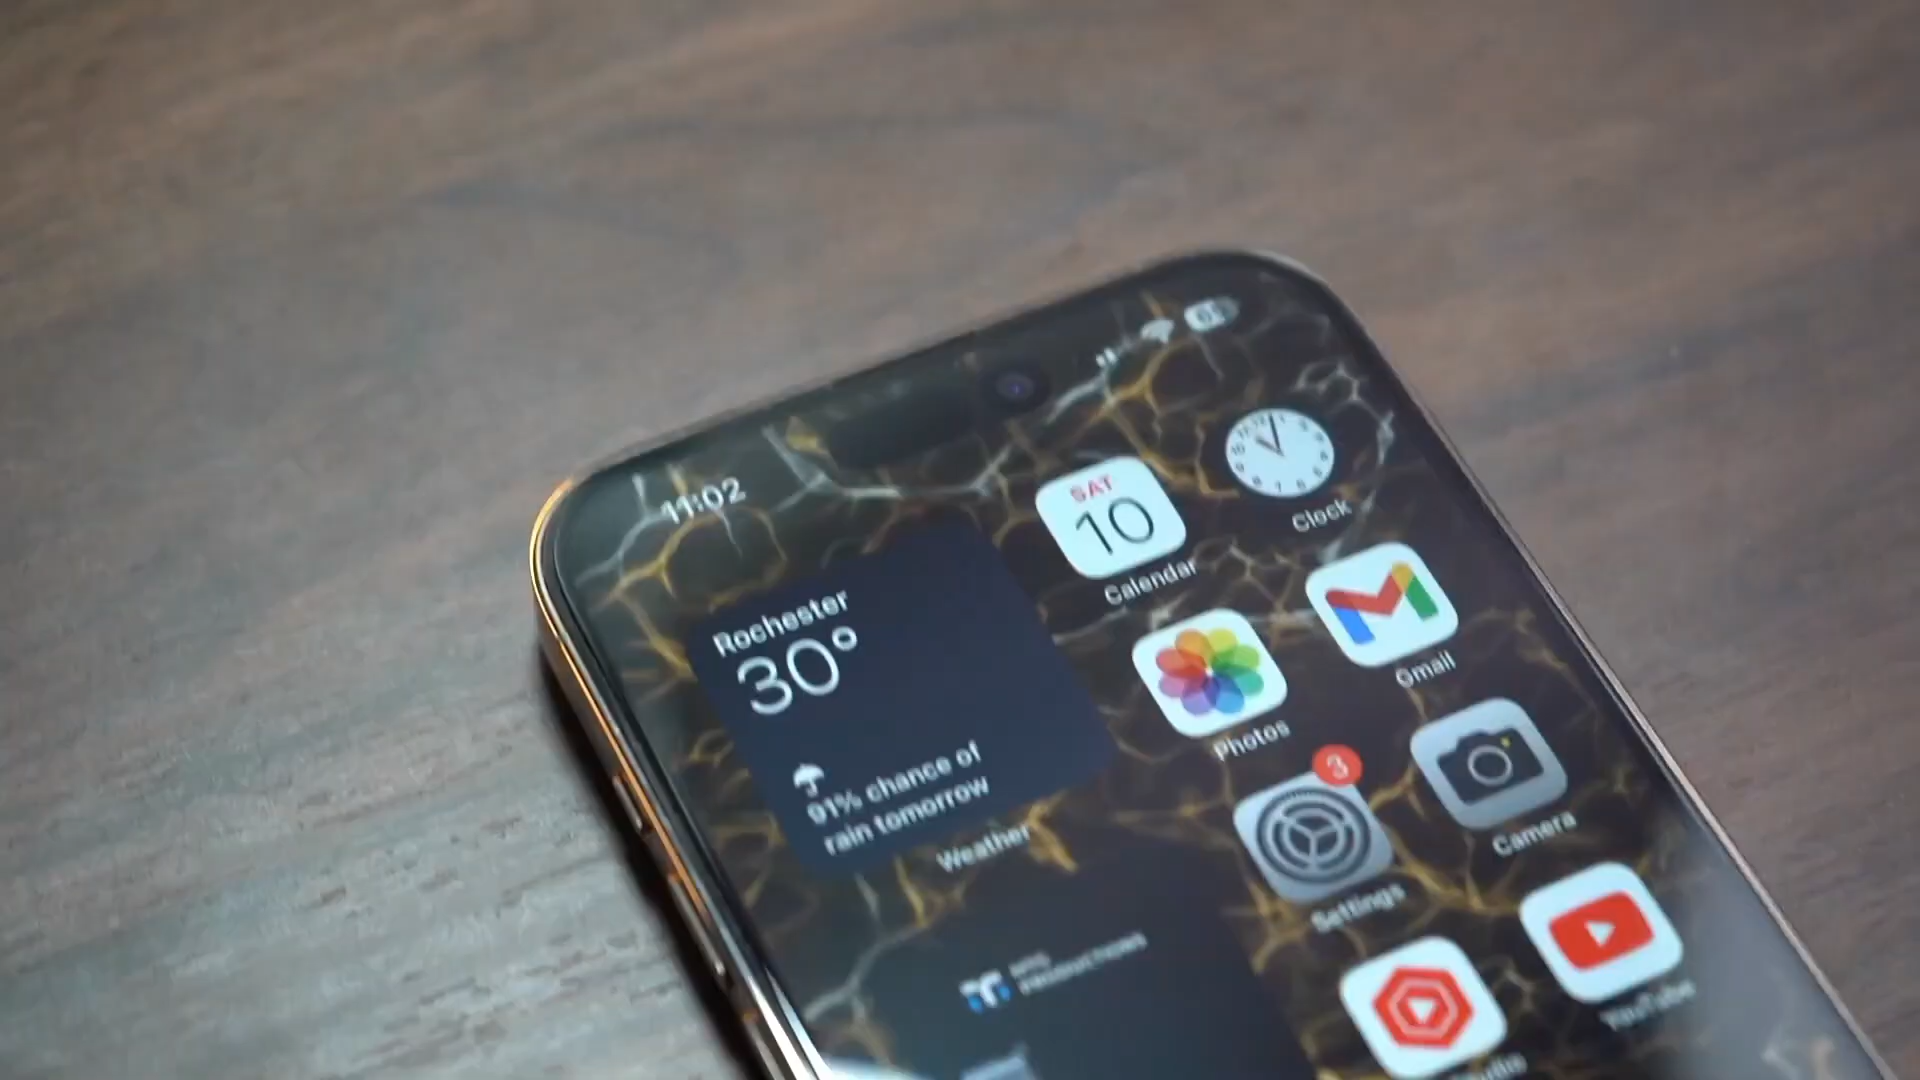 11:02
SAT
10
Calendar
Clock
Rochester
30°
91% chance of
rain tomorrow
Weather
Photos
Gmail
3
Settings
Camera
YouTube